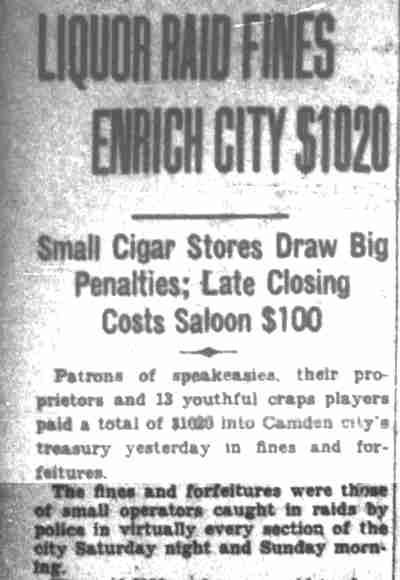 LIQUOR RAID FINES
ENRICH CITY $1020
Small Cigar Stores Draw Big
Penalties; Late Closing
Costs Saloon $100
Patrons of speakeasies, their pro-
prietors and 13 youthful craps players
paid a total of $1020 into Camden city's
treasury yesterday in fines and for-
feitures.
The fines and forfeitures were those
of small operators caught in raids by
police in virtually every section of the
city Saturday night and Sunday morn-
ing.